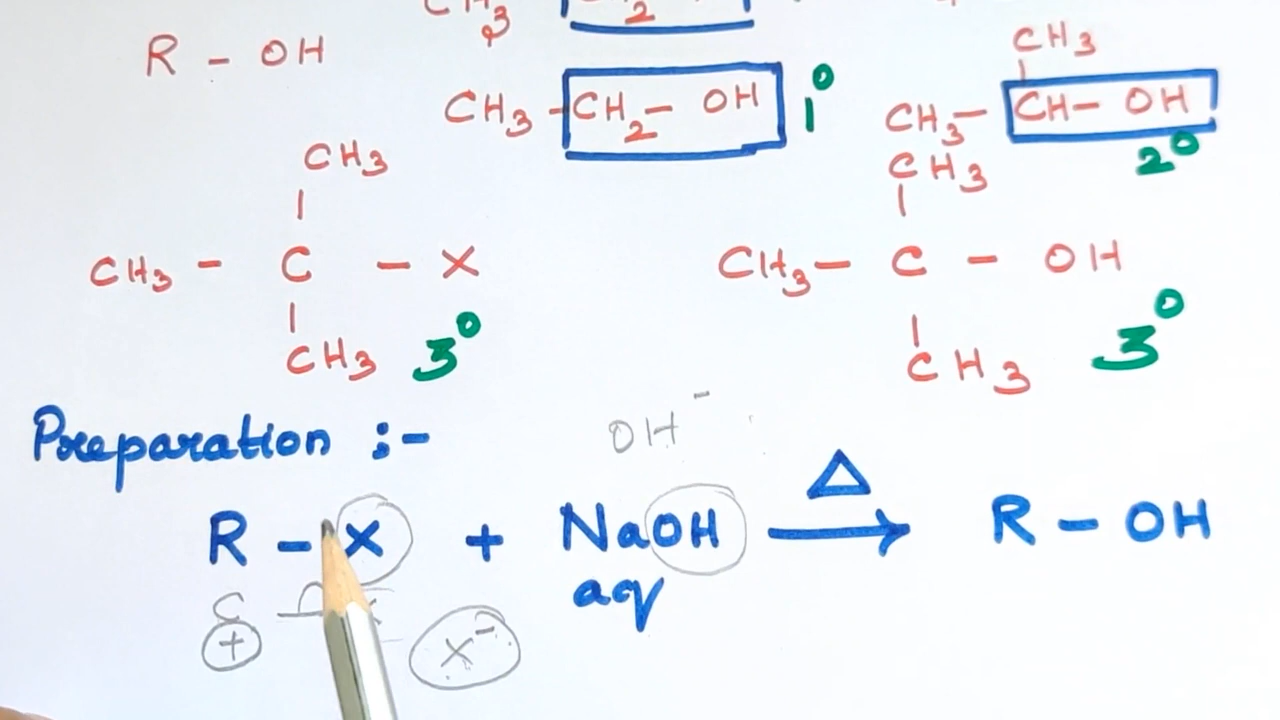 CH3
R - OH
CH3 - CH2 - OH 1°
CH3
CH3 - CH - OH
2°
CH3
CH3 - C - X
CH3 3°
CH3
CH3 - C - OH
CH3 3°
Preparation :-
OH⁻
R - X + NaOH Δ → R - OH
aq
C
+
X⁻